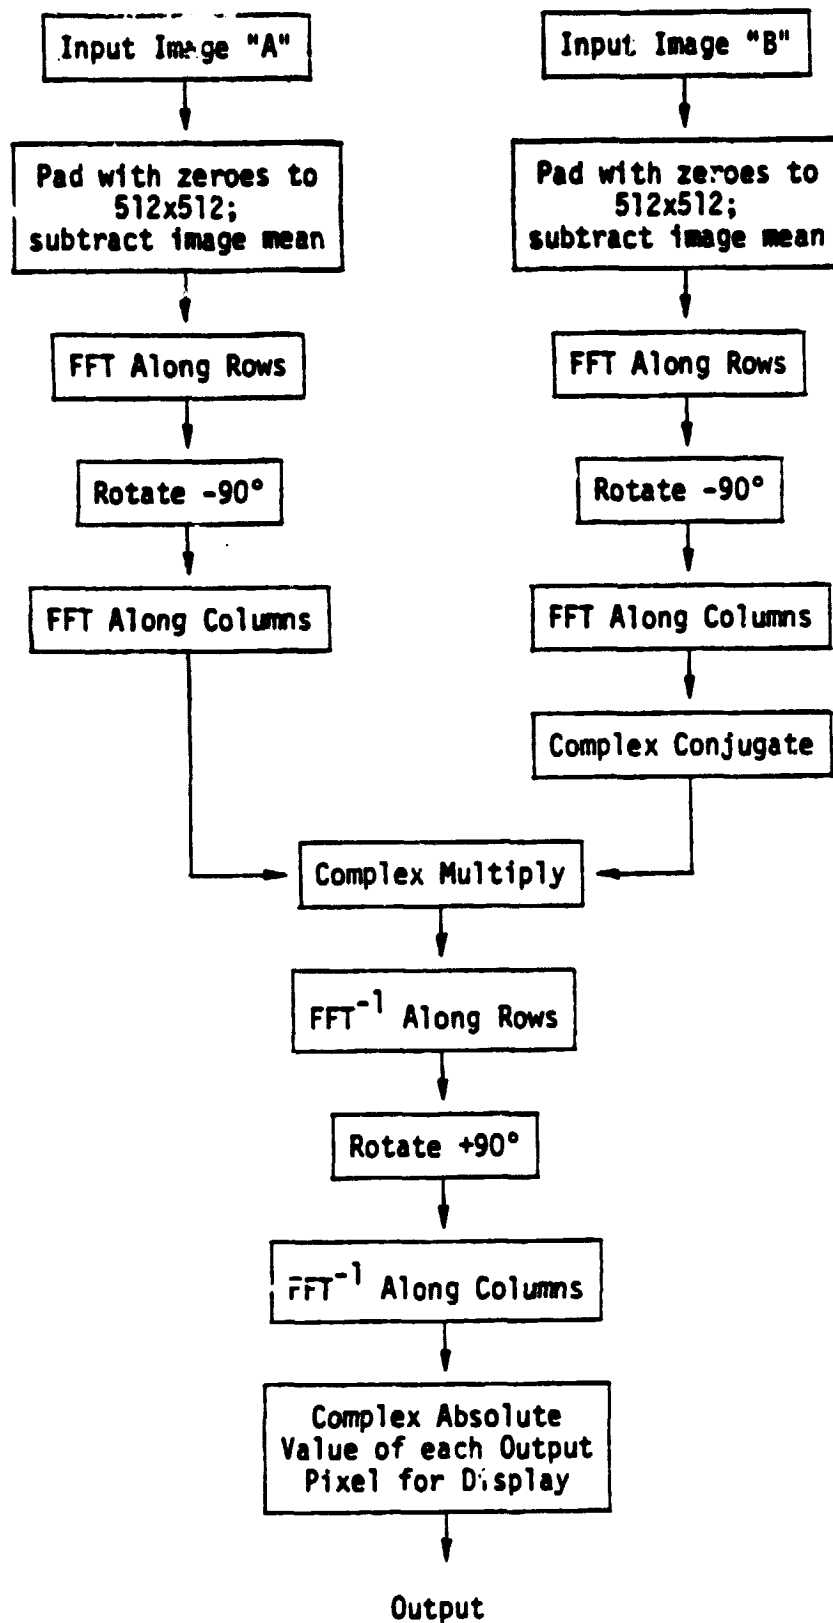 Input Image "A"
Pad with zeroes to
512x512;
subtract image mean
FFT Along Rows
Rotate -90°
FFT Along Columns
Input Image "B"
Pad with zeroes to
512x512;
subtract image mean
FFT Along Rows
Rotate -90°
FFT Along Columns
Complex Conjugate
Complex Multiply
FFT⁻¹ Along Rows
Rotate +90°
FFT⁻¹ Along Columns
Complex Absolute
Value of each Output
Pixel for Display
Output